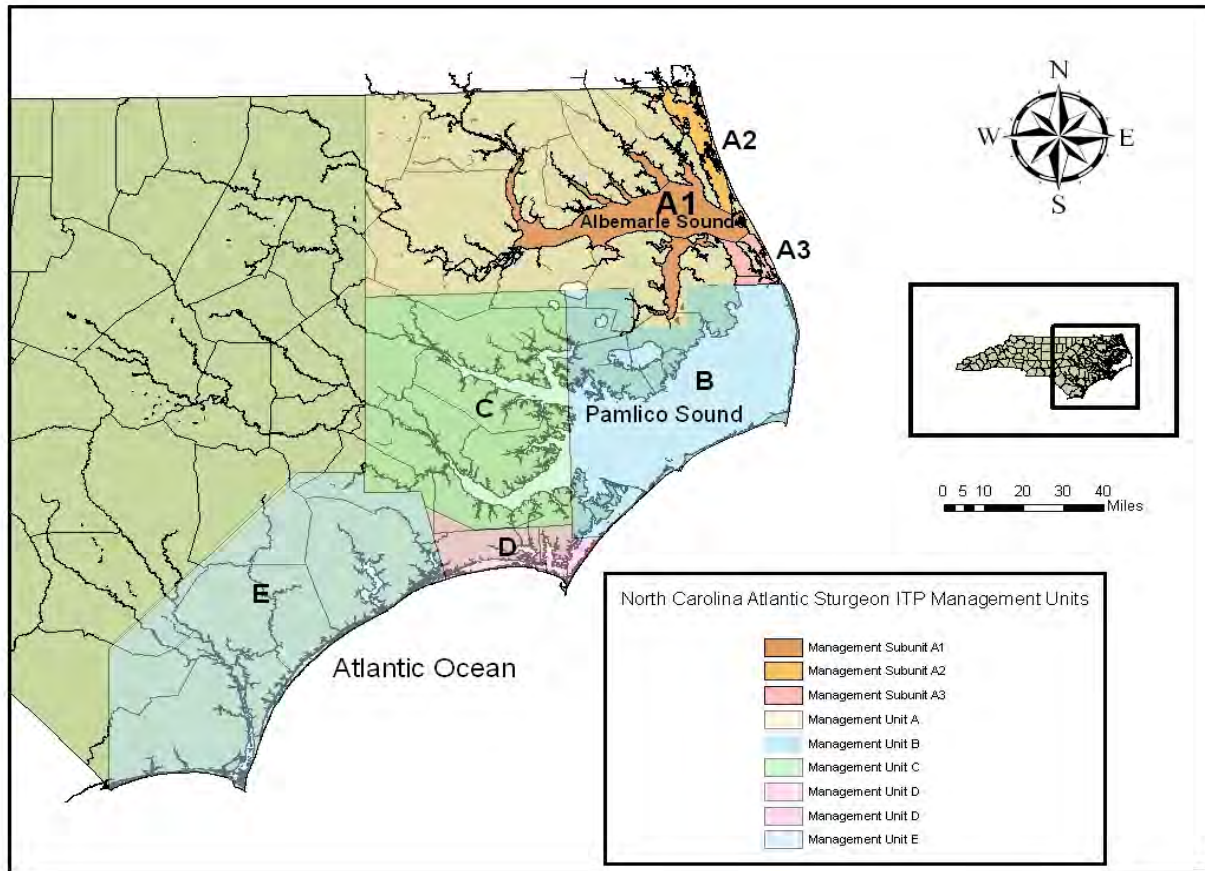 N
W E
S
A2
A1
Albemarle Sound
A3
B
Pamlico Sound
C
D
E
Atlantic Ocean
0 5 10 20 30 40
Miles
North Carolina Atlantic Sturgeon ITP Management Units
Management Subunit A1
Management Subunit A2
Management Subunit A3
Management Unit A
Management Unit B
Management Unit C
Management Unit D
Management Unit D
Management Unit E